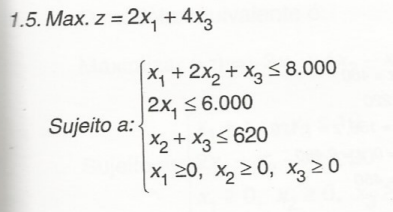 1.5. Max. z = 2x₁ + 4x₃
x₁ + 2x₂ + x₃ ≤ 8.000
2x₁ ≤ 6.000
Sujeito a:
x₂ + x₃ ≤ 620
x₁ ≥0, x₂ ≥ 0, x₃ ≥ 0